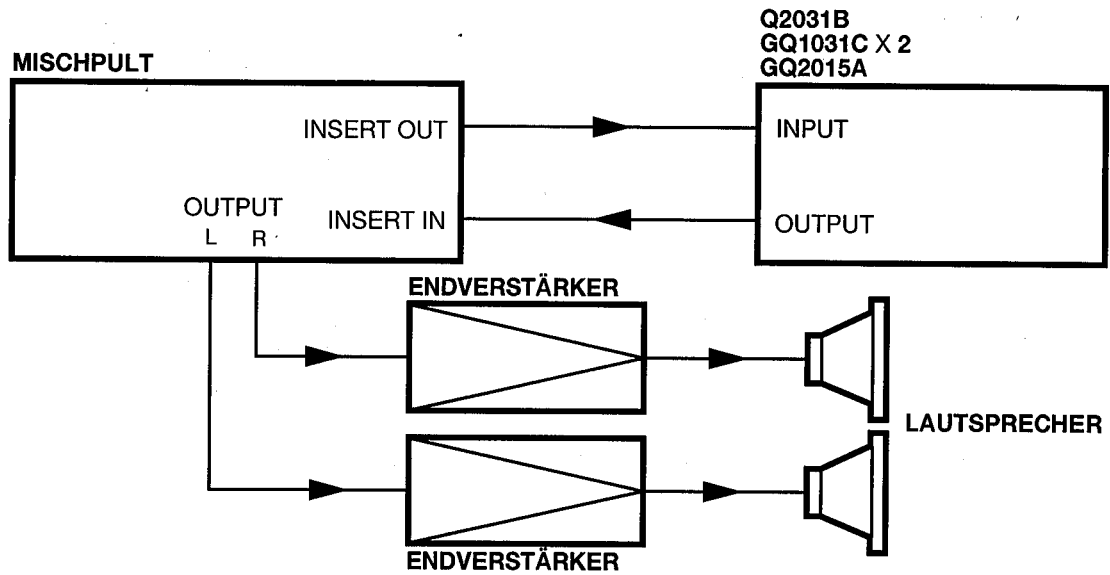 Q2031B
GQ1031C X 2
GQ2015A
MISCHPULT
INSERT OUT
INPUT
OUTPUT
L R
INSERT IN
OUTPUT
ENDVERSTÄRKER
LAUTSPRECHER
ENDVERSTÄRKER